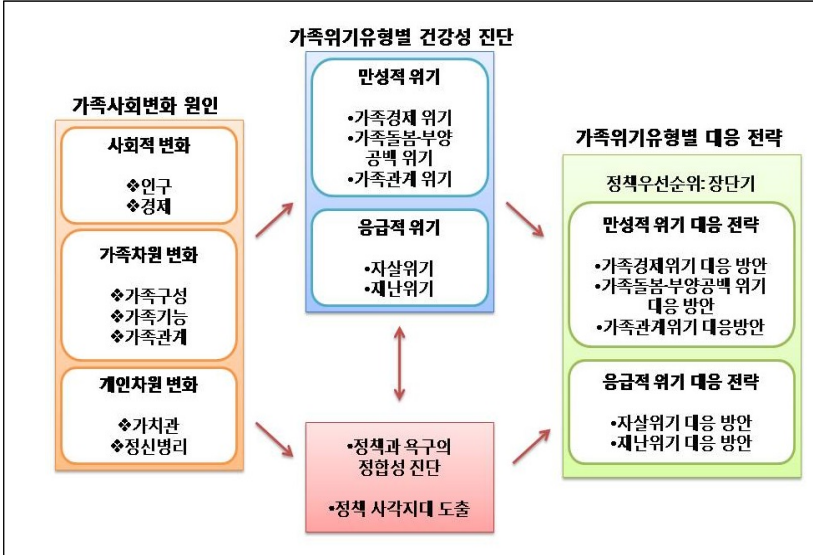 가족사회변화 원인
사회적 변화
❖인구
❖경제
가족차원 변화
❖가족구성
❖가족기능
❖가족관계
개인차원 변화
❖가치관
❖정신병리
가족위기유형별 건강성 진단
만성적 위기
•가족경제 위기
•가족돌봄-부양
공백 위기
•가족관계 위기
응급적 위기
•자살위기
•재난위기
•정책과 욕구의
정합성 진단
•정책 사각지대 도출
가족위기유형별 대응 전략
정책우선순위: 장단기
만성적 위기 대응 전략
•가족경제위기 대응 방안
•가족돌봄-부양공백 위기
대응 방안
•가족관계위기 대응방안
응급적 위기 대응 전략
•자살위기 대응 방안
•재난위기 대응 방안